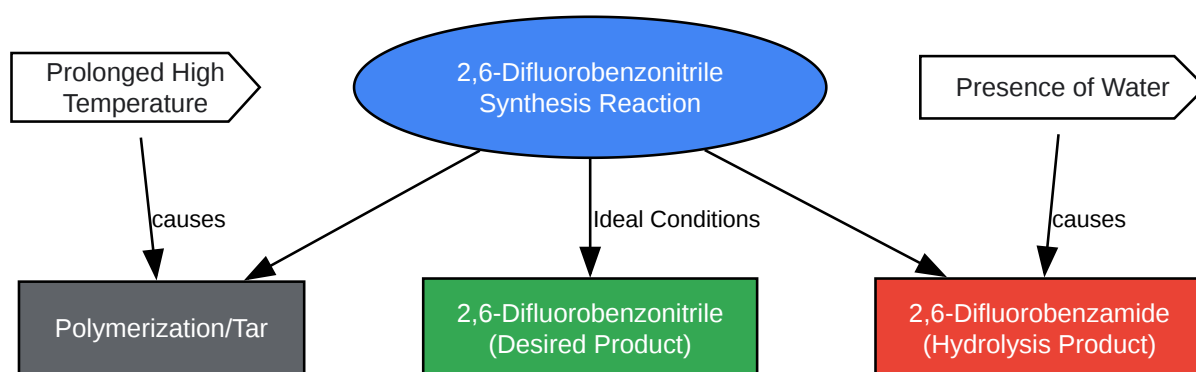 Prolonged High
Temperature
2,6-Difluorobenzonitrile
Synthesis Reaction
Presence of Water
causes
Ideal Conditions
causes
Polymerization/Tar
2,6-Difluorobenzonitrile
(Desired Product)
2,6-Difluorobenzamide
(Hydrolysis Product)